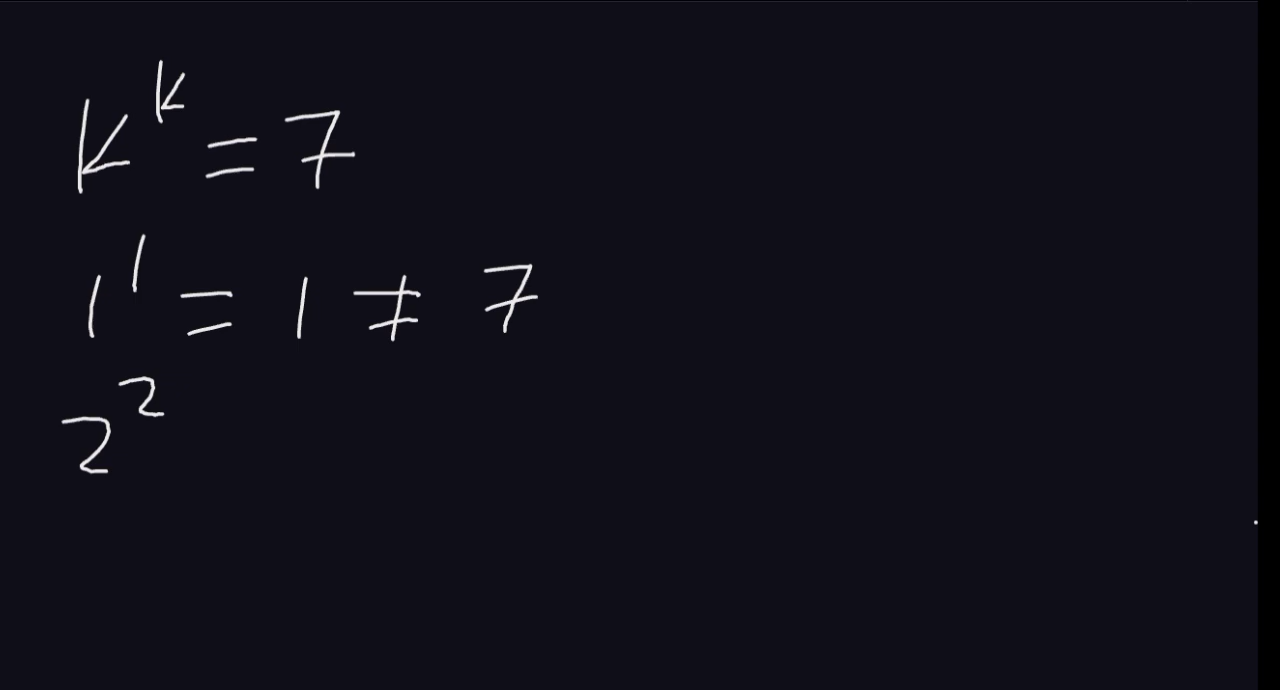 k^k = 7
1^1 = 1 ≠ 7
2^2